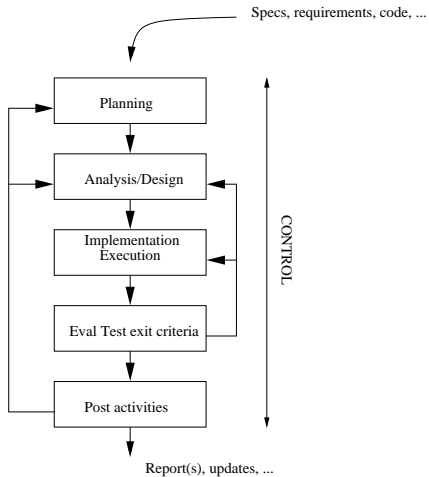 Specs, requirements, code, ...
Planning
Analysis/Design
Implementation
Execution
CONTROL
Eval Test exit criteria
Post activities
Report(s), updates, ...